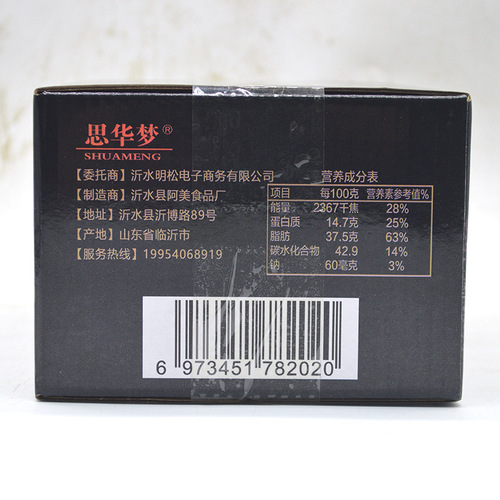 思华梦®
SHUAMENG
【委托商】沂水明松电子商务有限公司
【制造商】沂水县阿美食品厂
【地址】沂水县沂博路89号
【产地】山东省临沂市
【服务热线】19954068919
营养成分表
项目 每100克 营养素参考值%
能量 2367千焦 28%
蛋白质 14.7克 25%
脂肪 37.5克 63%
碳水化合物 42.9 14%
钠 60毫克 3%
6 973451 782020